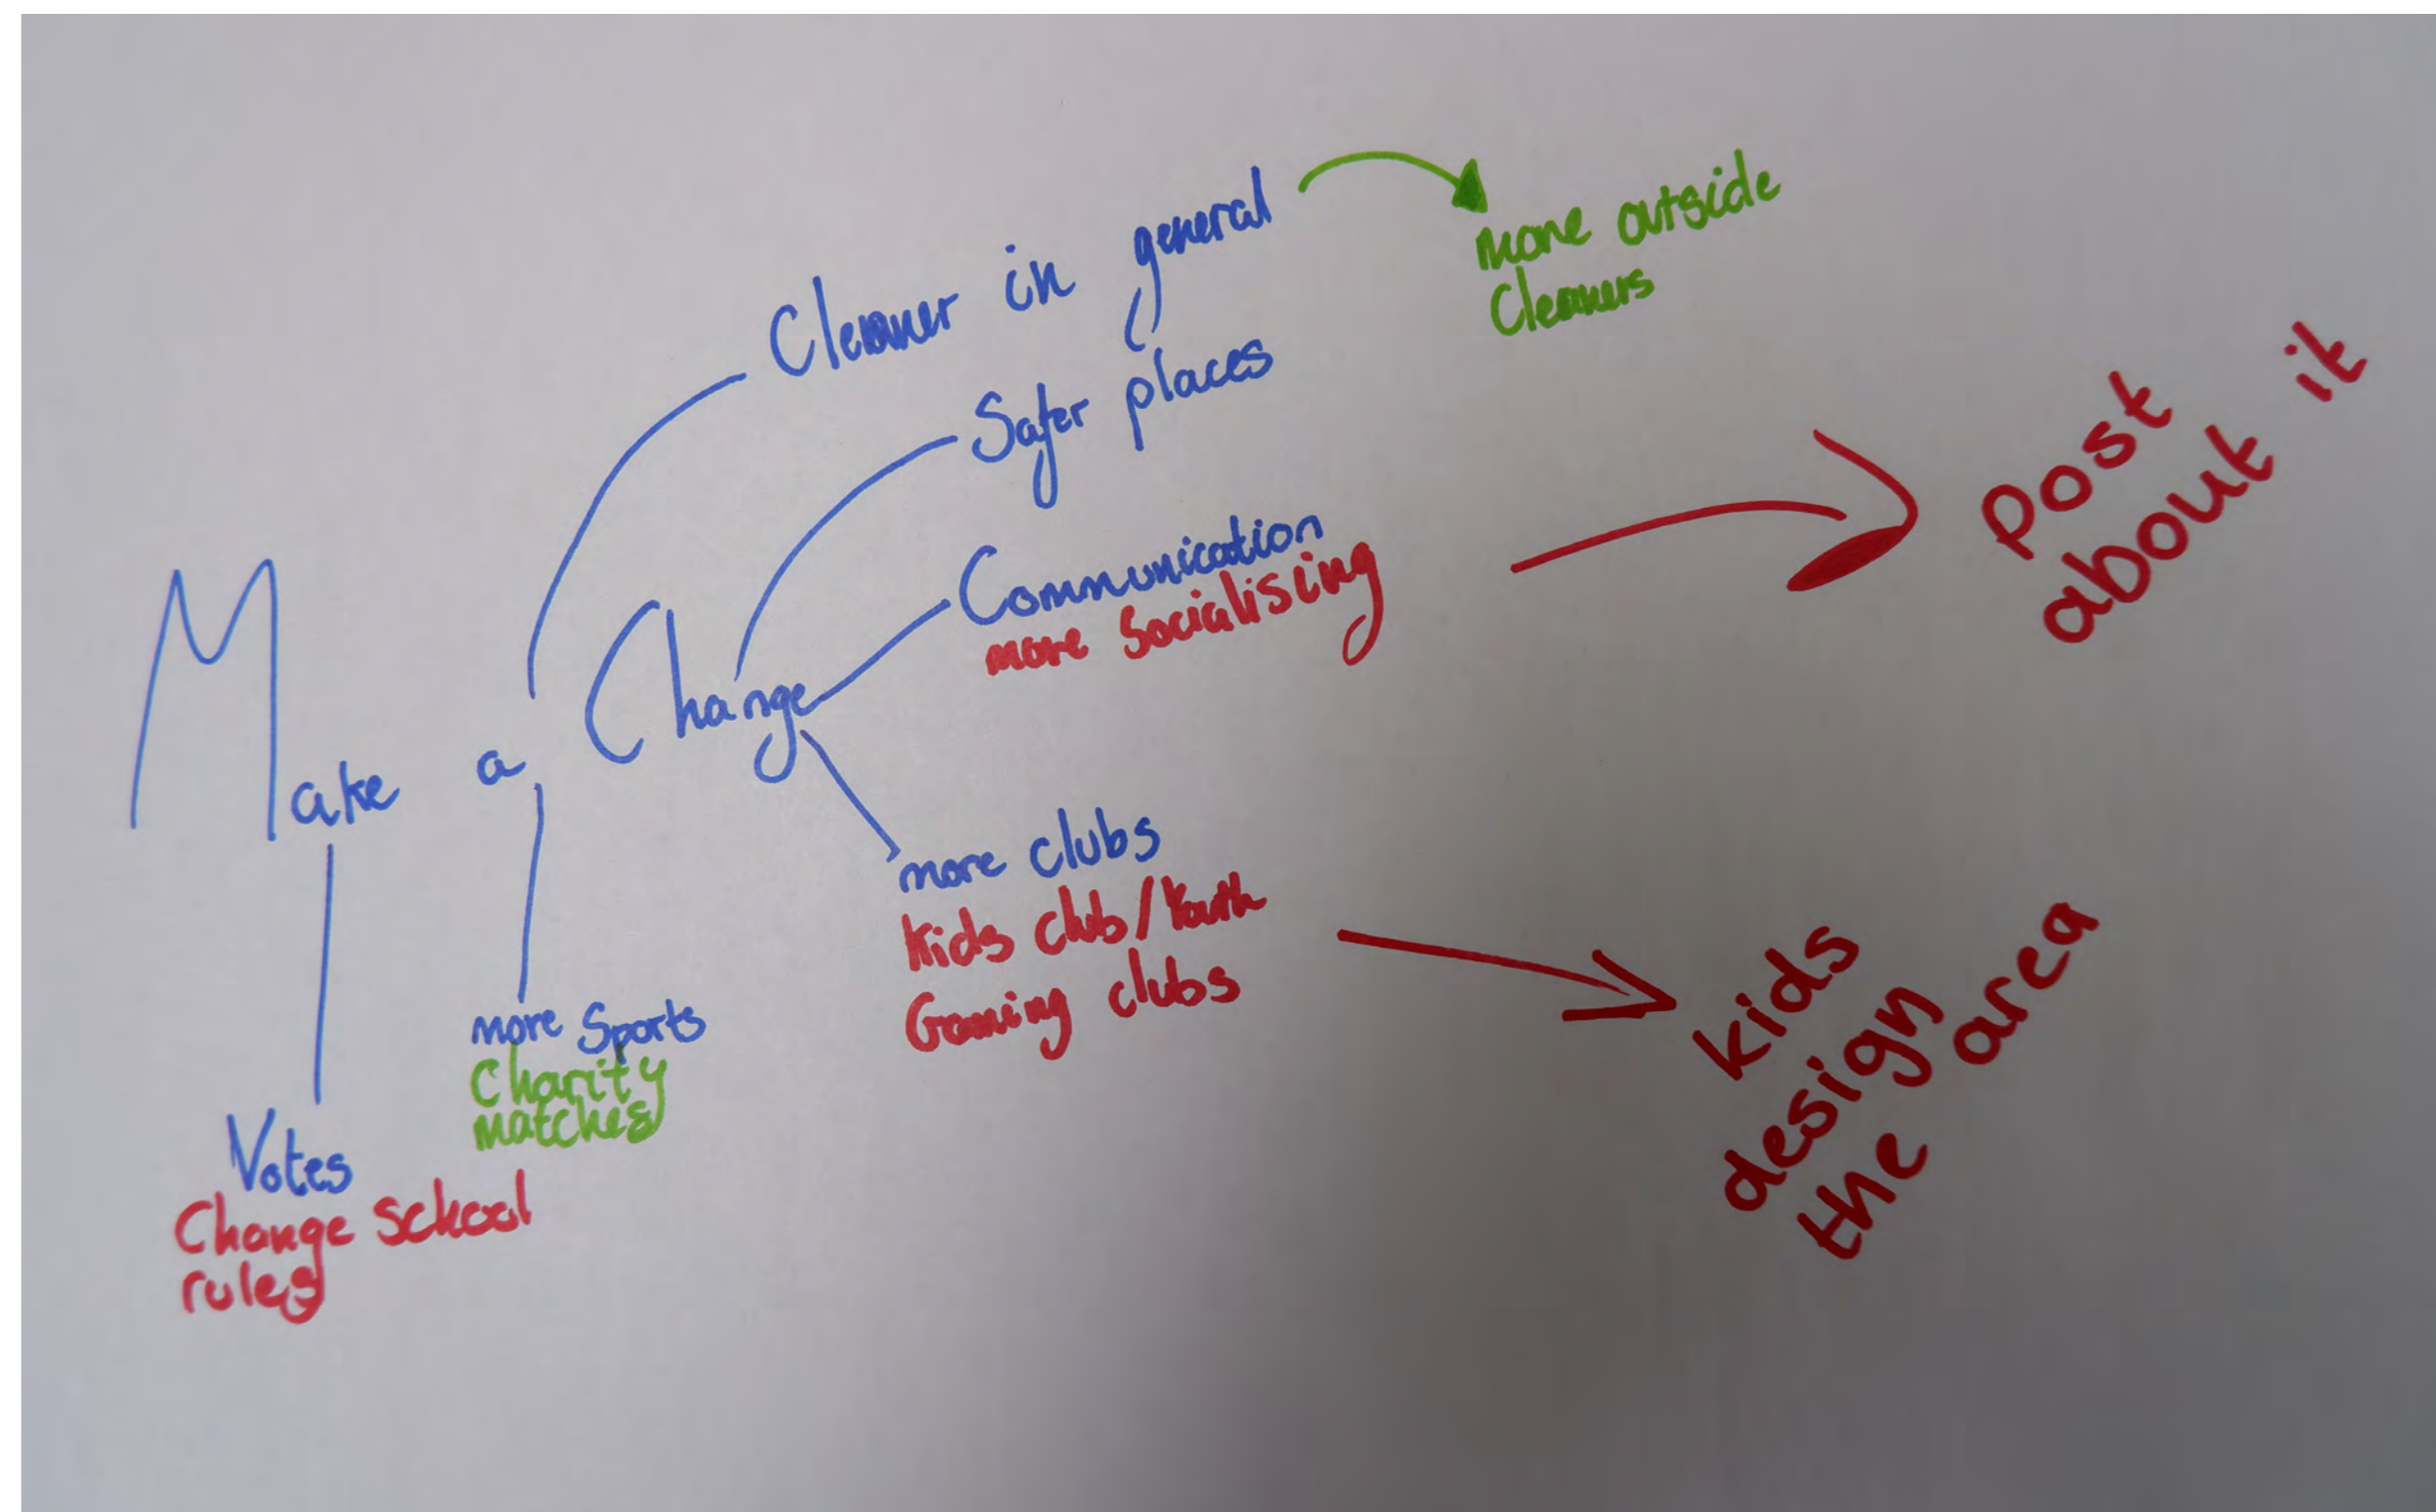 Cleaner in general
more outside
Cleaners
Safer places
Communication
more Socialising
post
about it
Make a Change
more clubs
Kids club/Youth
Gaming clubs
kids
design
the area
more Sports
Charity
matches
Votes
Change School
rules